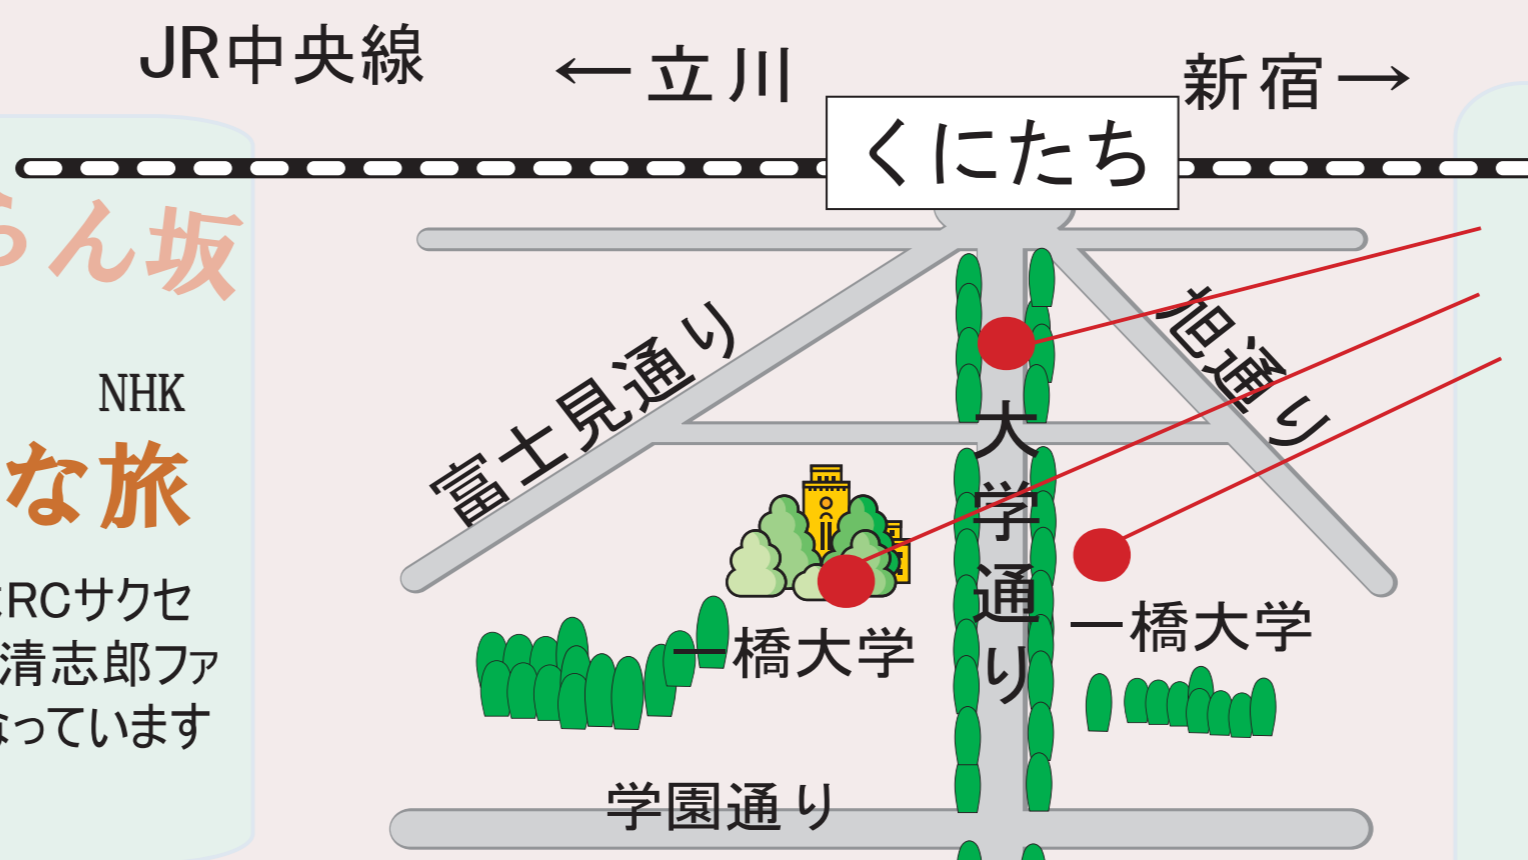 JR中央線
←立川
新宿→
くにたち
らん坂
富士見通り
旭通り
大学通り
NHK
な旅
一橋大学
一橋大学
RCサクセ
清志郎ファ
なっています
学園通り